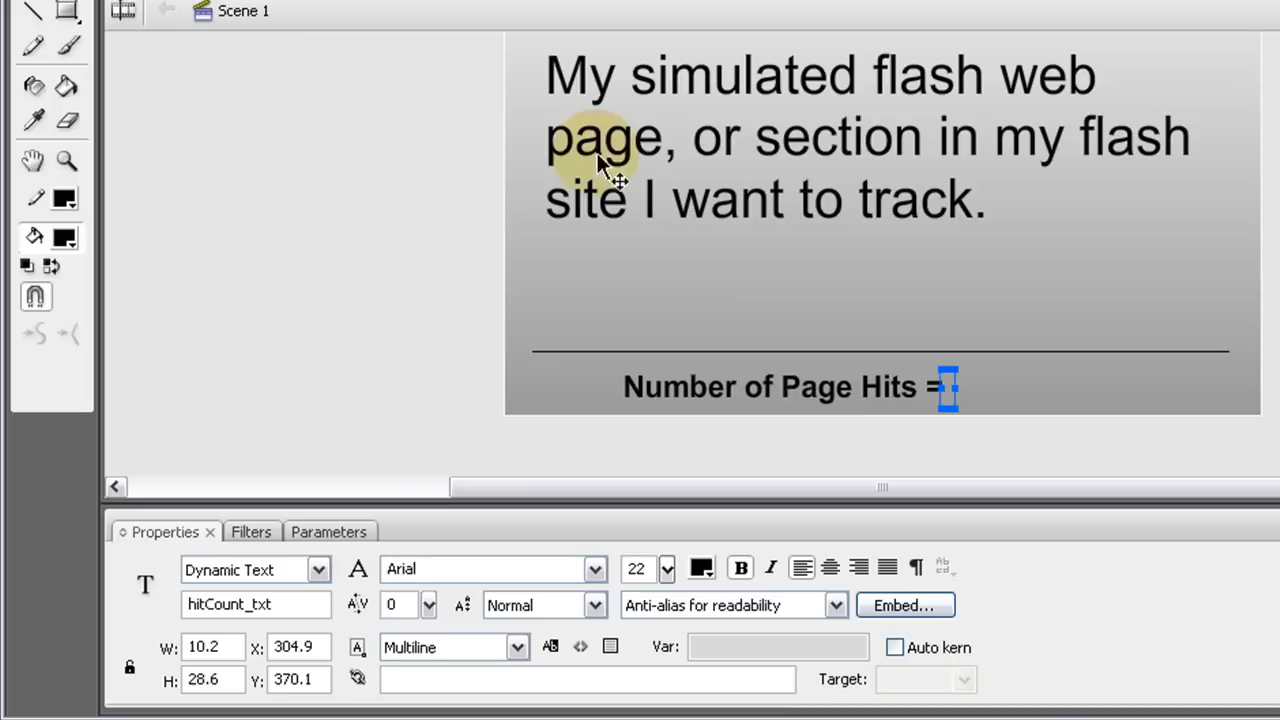 Scene 1
My simulated flash web
page, or section in my flash
site I want to track.
Number of Page Hits =
Properties Filters Parameters
T Dynamic Text A Arial 22 B I ¶
hitCount_txt AV 0 Normal Anti-alias for readability Embed...
W: 10.2 X: 304.9 Multiline Var: Auto kern
H: 28.6 Y: 370.1 Target: